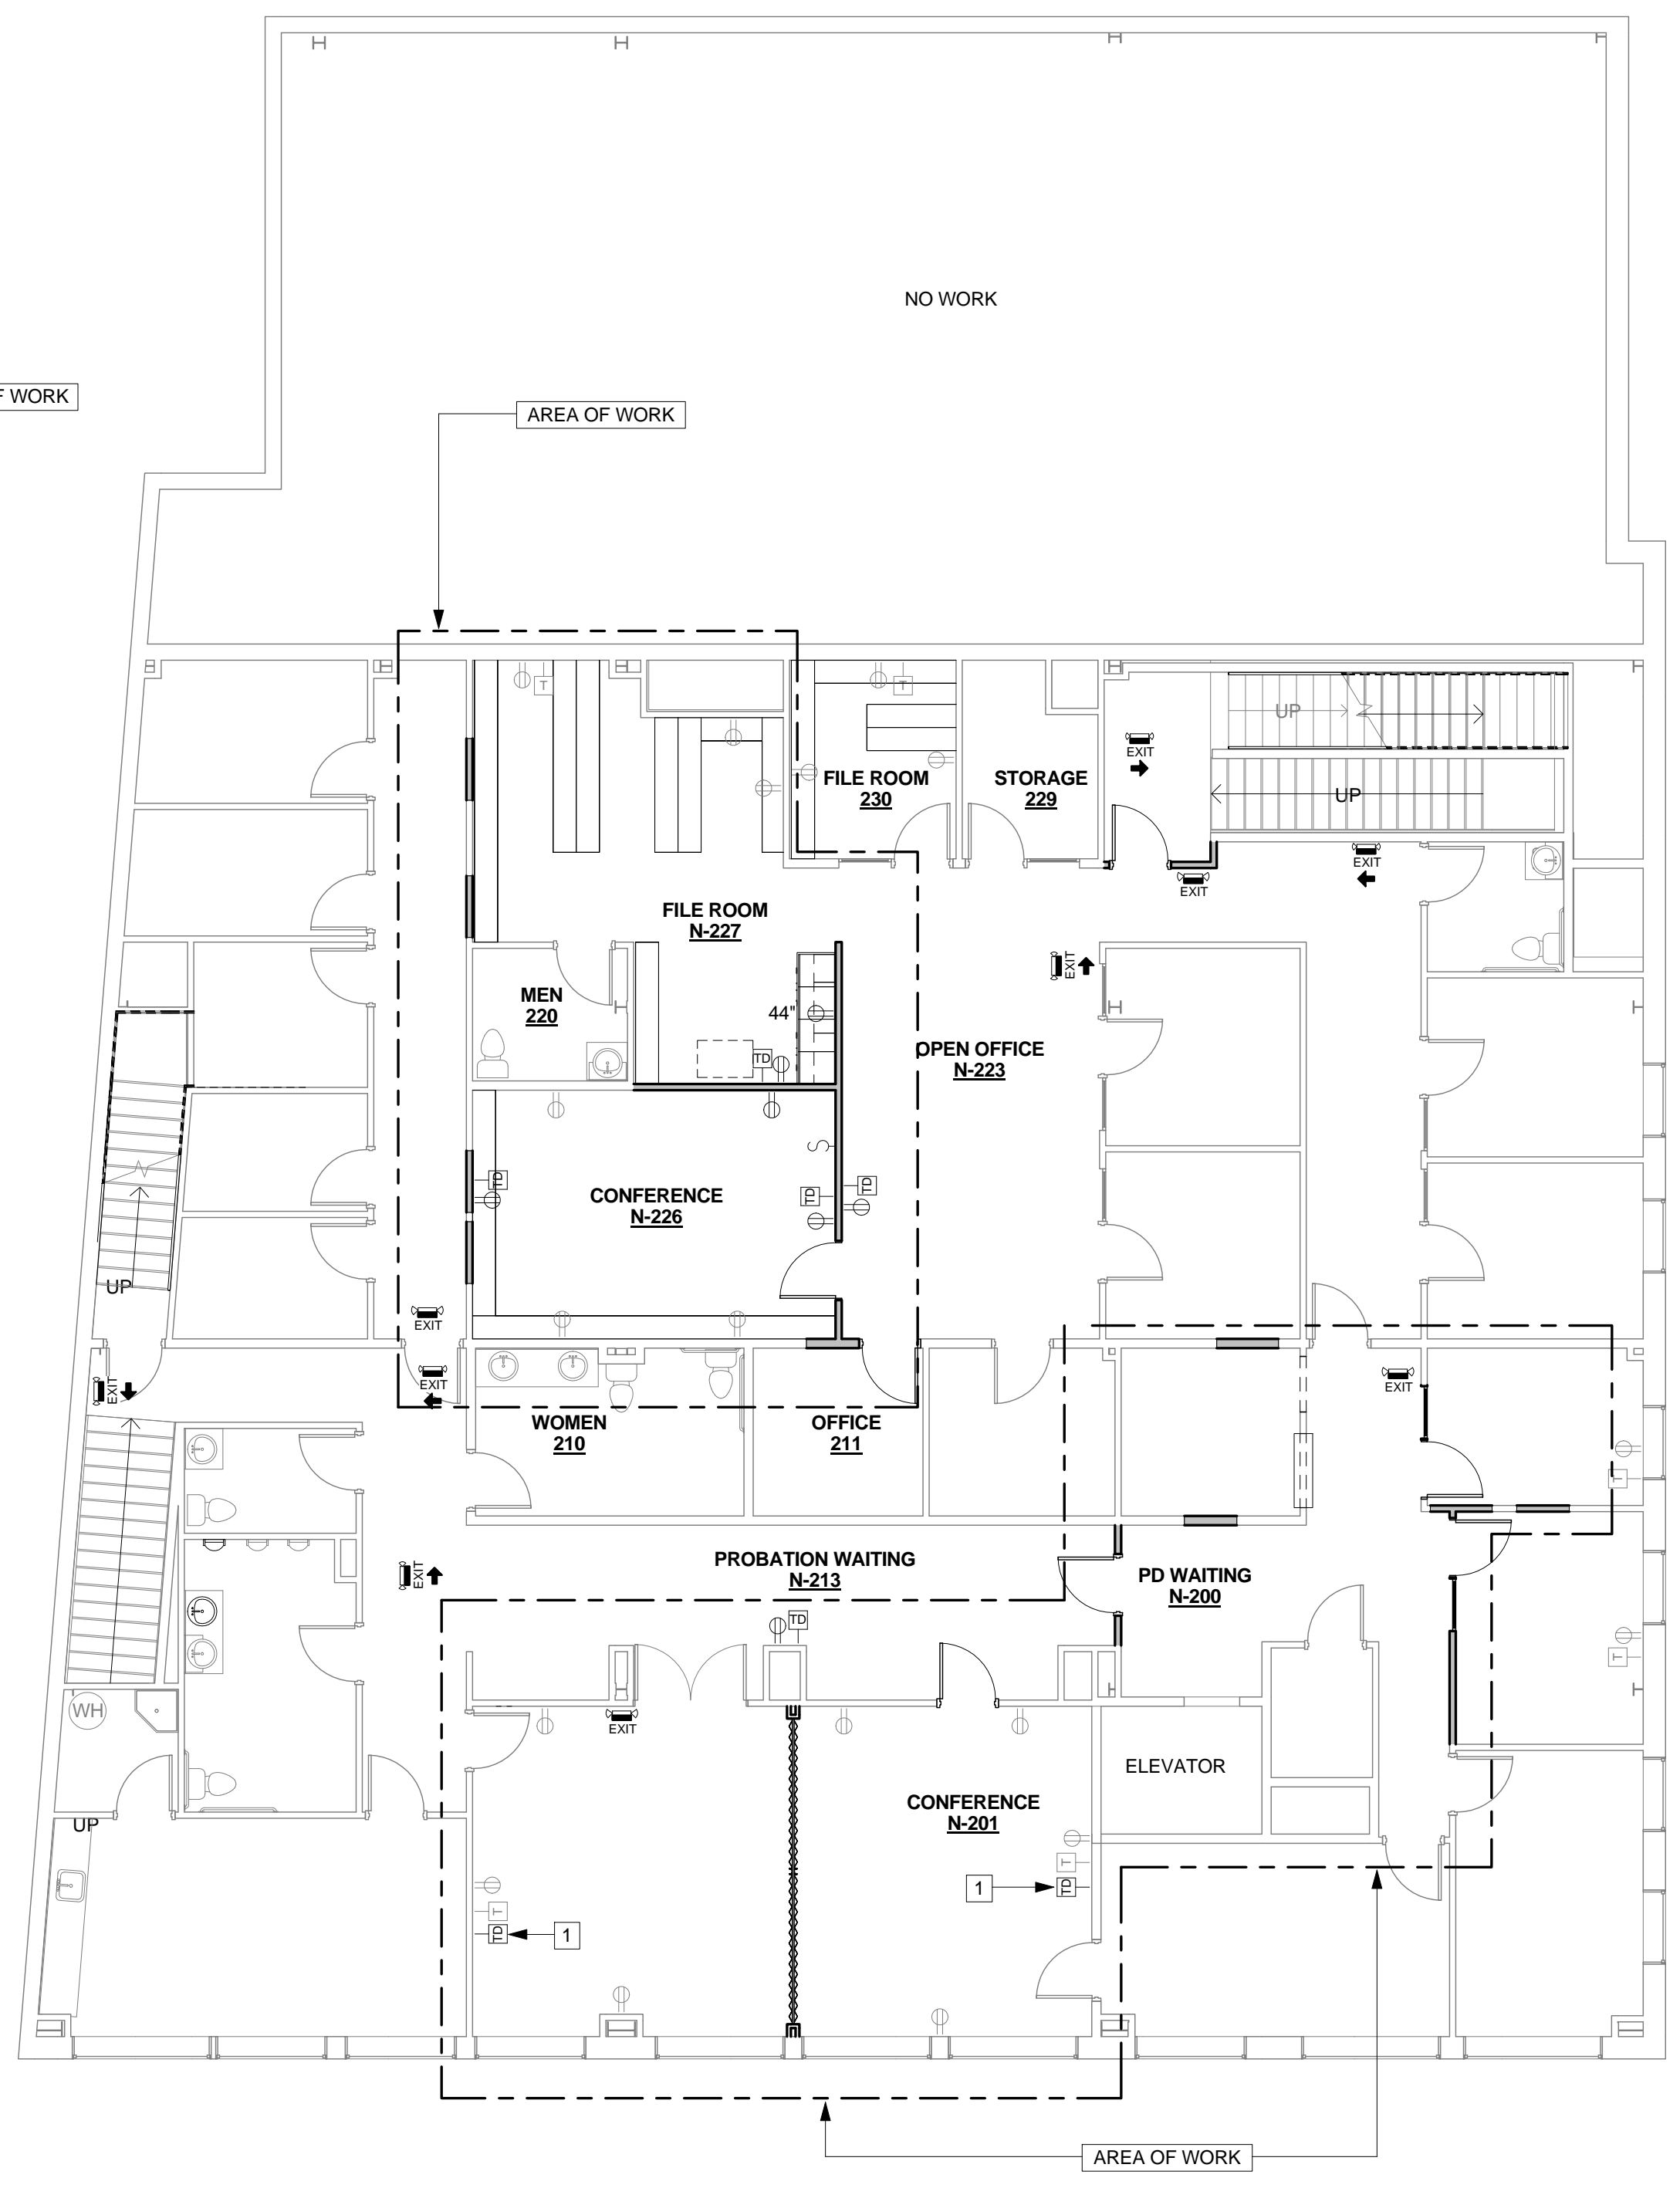 NO WORK
F WORK
AREA OF WORK
T
T
UP
EXIT
FILE ROOM
230
STORAGE
229
UP
EXIT
EXIT
FILE ROOM
N-227
EXIT
MEN
220
44"
OPEN OFFICE
N-223
TD
TD
TD
TD
CONFERENCE
N-226
UP
EXIT
EXIT
EXIT
EXIT
WOMEN
210
OFFICE
211
T
PROBATION WAITING
N-213
EXIT
PD WAITING
N-200
TD
T
WH
EXIT
ELEVATOR
CONFERENCE
N-201
UP
T
1
TD
T
TD
1
AREA OF WORK